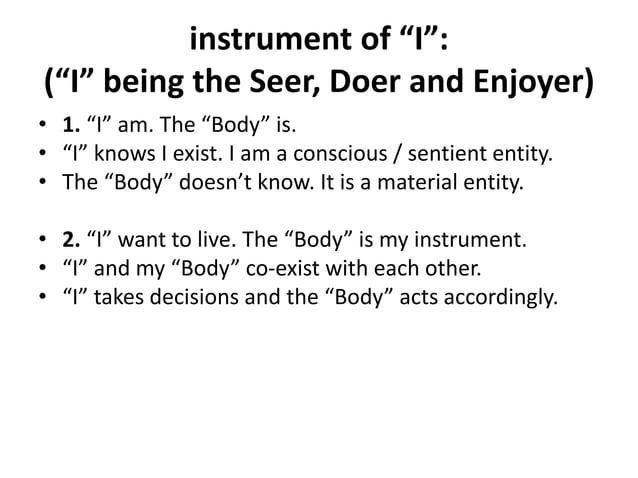 instrument of “I”:
(“I” being the Seer, Doer and Enjoyer)
• 1. “I” am. The “Body” is.
• “I” knows I exist. I am a conscious / sentient entity.
• The “Body” doesn’t know. It is a material entity.
• 2. “I” want to live. The “Body” is my instrument.
• “I” and my “Body” co-exist with each other.
• “I” takes decisions and the “Body” acts accordingly.